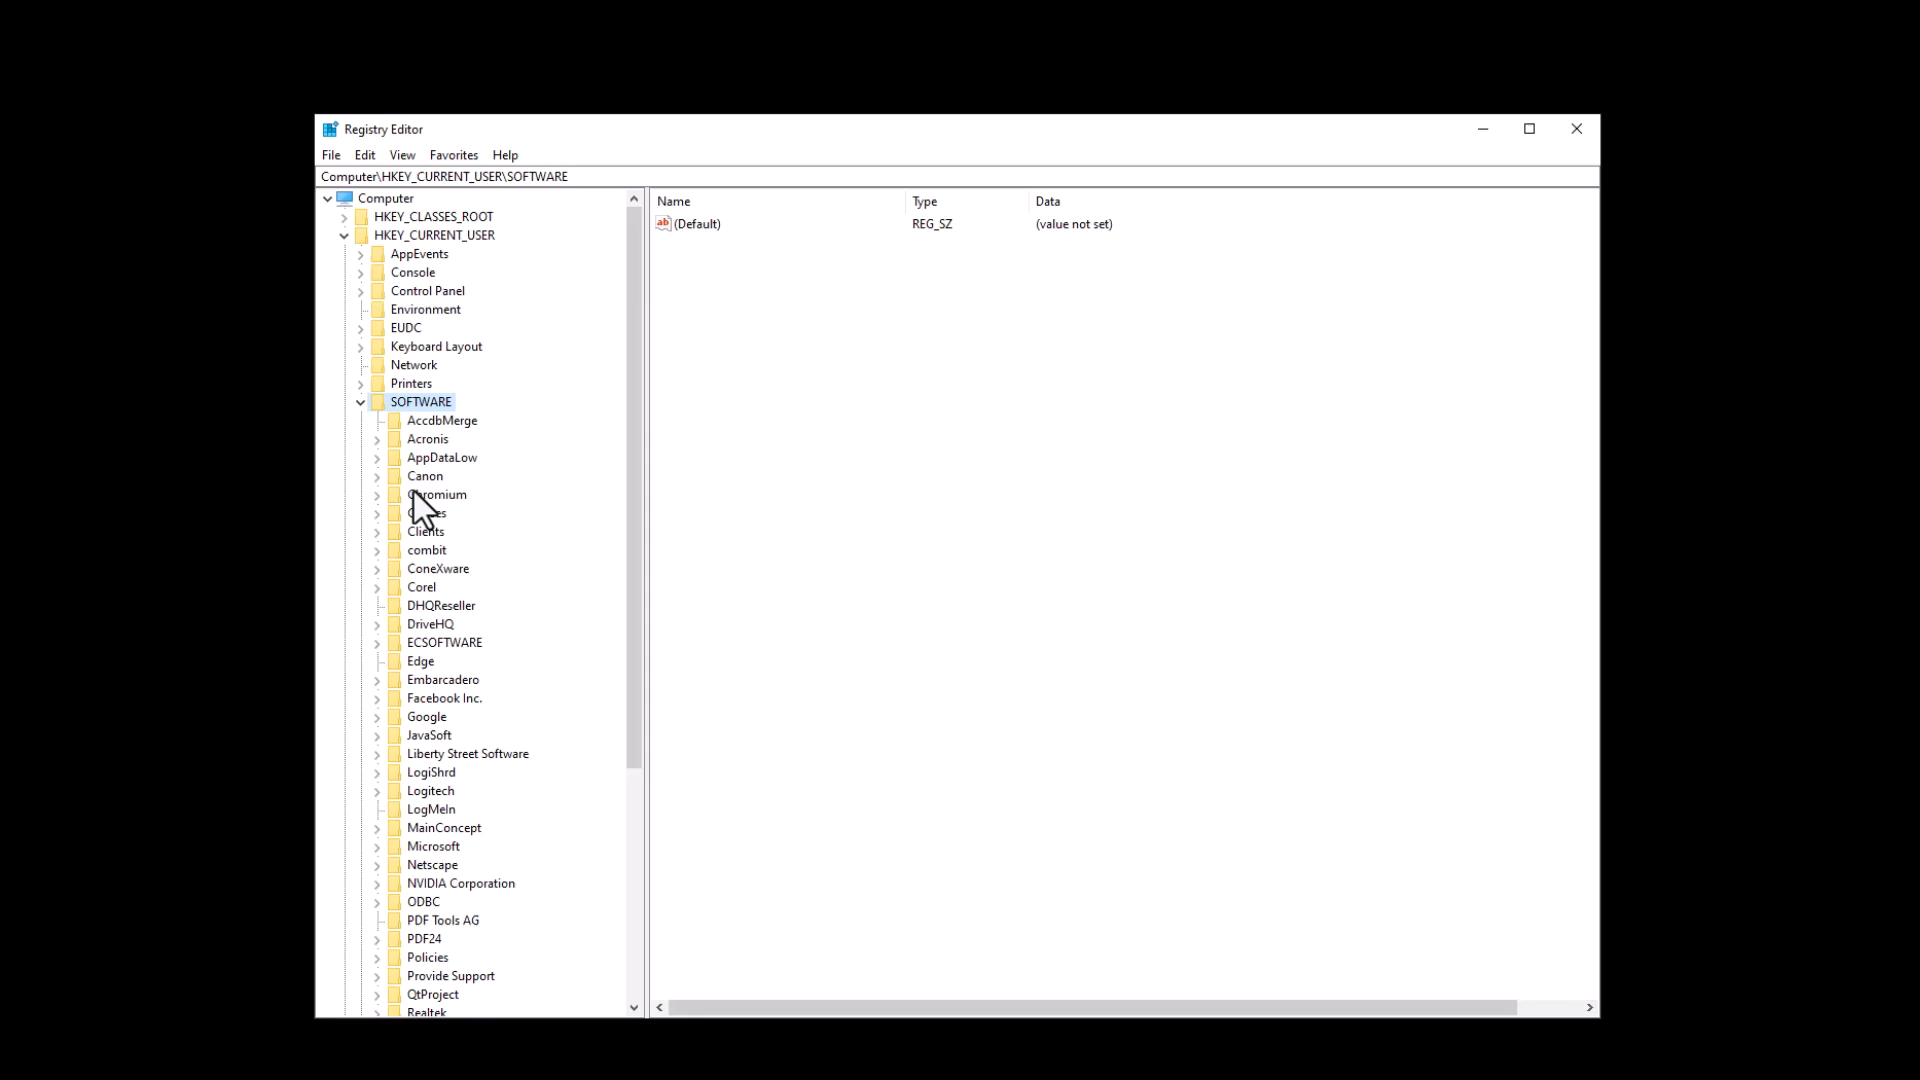 Registry Editor
File Edit View Favorites Help
Computer\HKEY_CURRENT_USER\SOFTWARE
Computer
HKEY_CLASSES_ROOT
HKEY_CURRENT_USER
AppEvents
Console
Control Panel
Environment
EUDC
Keyboard Layout
Network
Printers
SOFTWARE
AccdbMerge
Acronis
AppDataLow
Canon
Chromium
Clients
combit
ConeXware
Corel
DHQReseller
DriveHQ
ECSOFTWARE
Edge
Embarcadero
Facebook Inc.
Google
JavaSoft
Liberty Street Software
LogiShrd
Logitech
LogMeIn
MainConcept
Microsoft
Netscape
NVIDIA Corporation
ODBC
PDF Tools AG
PDF24
Policies
Provide Support
QtProject
Realtek
Name Type Data
ab (Default) REG_SZ (value not set)